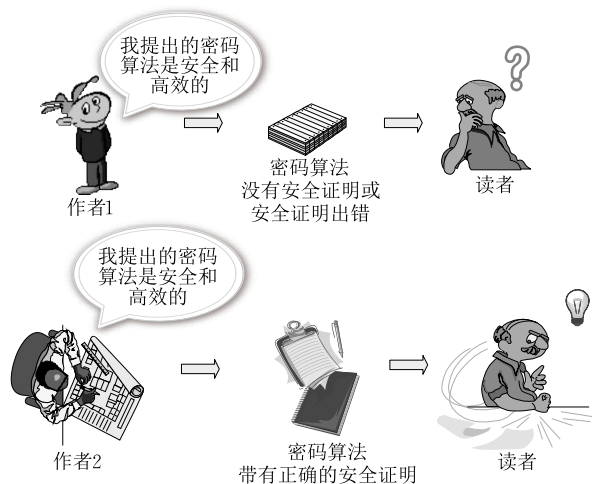 我提出的密码
算法是安全和
高效的
?
密码算法
没有安全证明或
安全证明出错
作者1
读者
我提出的密码
算法是安全和
高效的
密码算法
带有正确的安全证明
作者2
读者